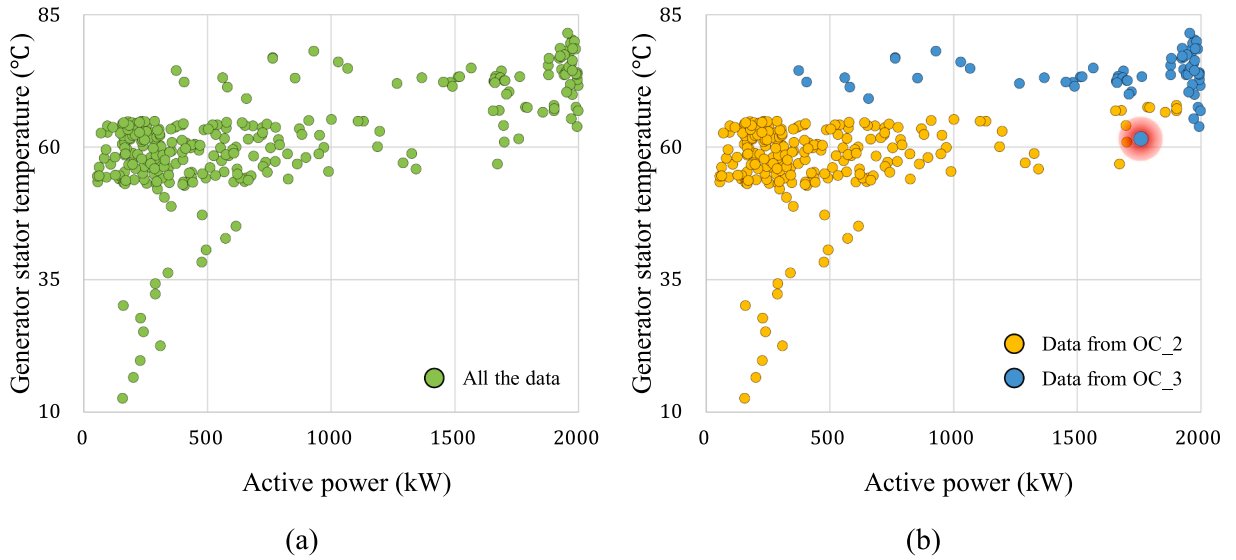 Generator stator temperature (℃)
85
60
35
10
All the data
0 500 1000 1500 2000
Active power (kW)
(a)
Generator stator temperature (℃)
85
60
35
10
Data from OC_2
Data from OC_3
0 500 1000 1500 2000
Active power (kW)
(b)